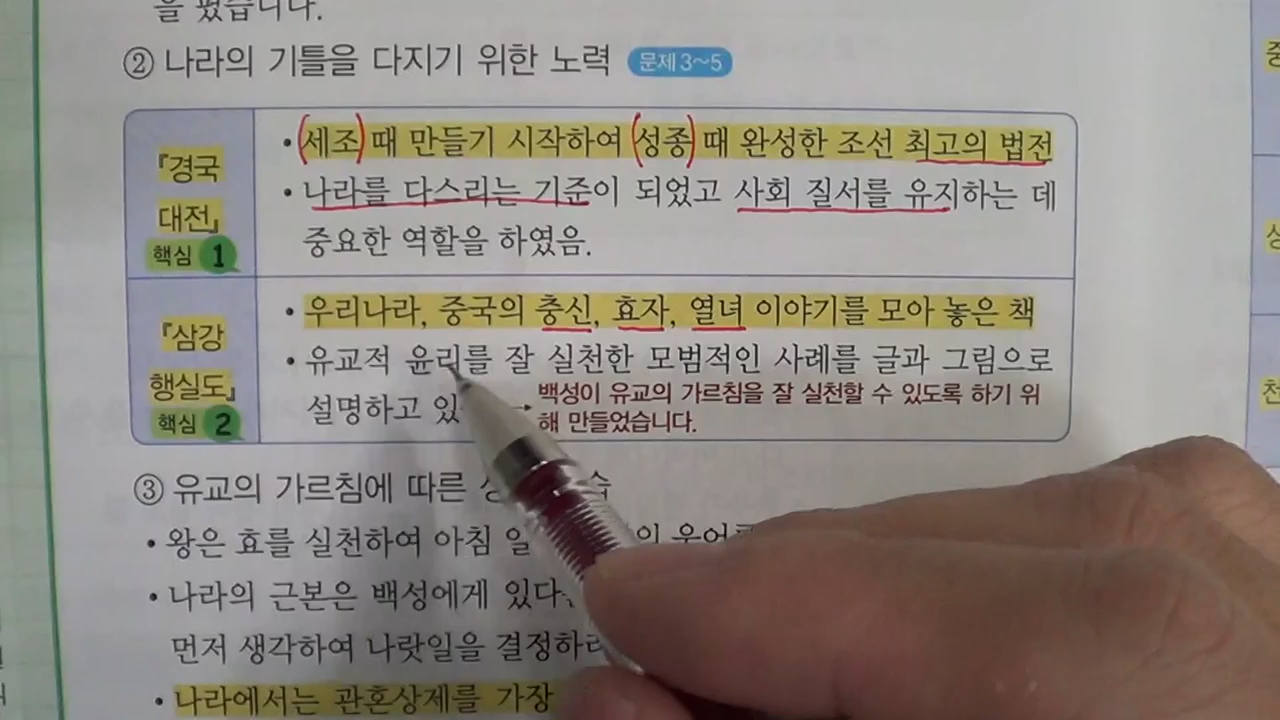 을 폈습니다.
② 나라의 기틀을 다지기 위한 노력 문제 3~5
『경국
대전』
핵심 1
• 세조 때 만들기 시작하여 성종 때 완성한 조선 최고의 법전
• 나라를 다스리는 기준이 되었고 사회 질서를 유지하는 데
중요한 역할을 하였음.
『삼강
행실도』
핵심 2
• 우리나라, 중국의 충신, 효자, 열녀 이야기를 모아 놓은 책
• 유교적 윤리를 잘 실천한 모범적인 사례를 글과 그림으로
설명하고
백성이 유교의 가르침을 잘 실천할 수 있도록 하기 위
해 만들었습니다.
③ 유교의 가르침에 따른
• 왕은 효를 실천하여 아침
• 나라의 근본은 백성에게 있다
먼저 생각하여 나랏일을
• 나라에서는 관혼상제를 가장